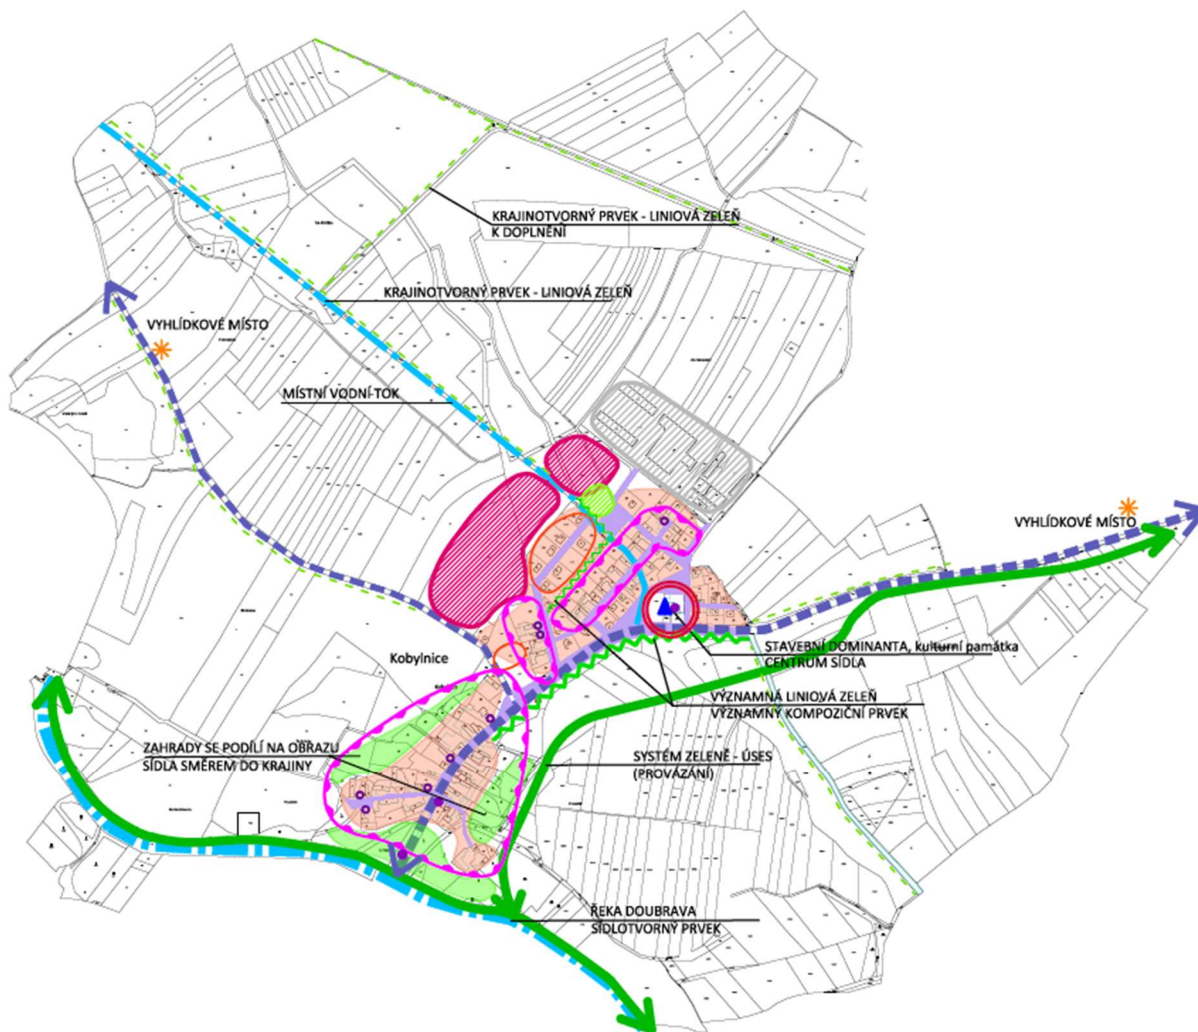 KRAJINOTVORNÝ PRVEK - LINIOVÁ ZELEŇ
K DOPLNĚNÍ
KRAJINOTVORNÝ PRVEK - LINIOVÁ ZELEŇ
VYHLÍDKOVÉ MÍSTO
MÍSTNÍ VODNÍ TOK
VYHLÍDKOVÉ MÍSTO
STAVEBNÍ DOMINANTA, kulturní památka
CENTRUM SÍDLA
Kobylnice
VÝZNAMNÁ LINIOVÁ ZELEŇ
VÝZNAMNÝ KOMPOZIČNÍ PRVEK
ZAHRADY SE PODÍLÍ NA OBRAZU
SÍDLA SMĚREM DO KRAJINY
SYSTÉM ZELENĚ - ÚSES
(PROVÁZÁNÍ)
ŘEKA DOUBRAVA
SÍDLOTVORNÝ PRVEK